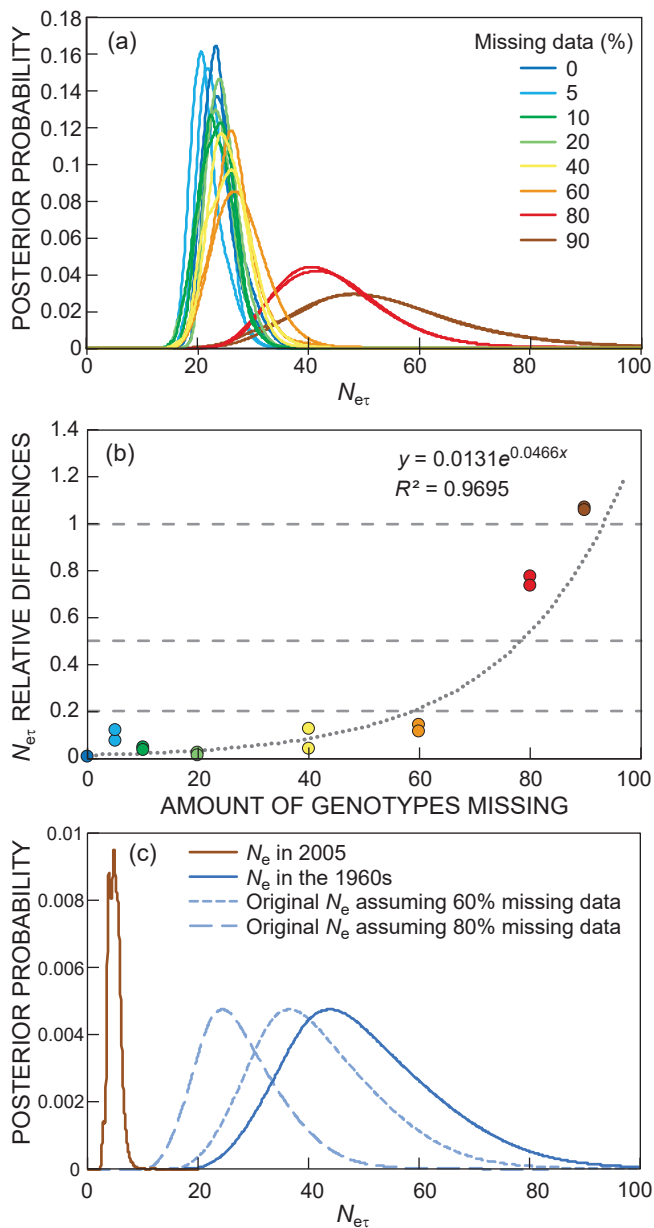 (a)
Missing data (%)
0
5
10
20
40
60
80
90
POSTERIOR PROBABILITY
0.18
0.16
0.14
0.12
0.10
0.08
0.06
0.04
0.02
0
0 20 40 60 80 100
Neτ
(b)
y = 0.0131e^0.0466x
R² = 0.9695
Neτ RELATIVE DIFFERENCES
1.4
1.2
1
0.8
0.6
0.4
0.2
0
0 20 40 60 80 100
AMOUNT OF GENOTYPES MISSING
(c)
Ne in 2005
Ne in the 1960s
Original Ne assuming 60% missing data
Original Ne assuming 80% missing data
POSTERIOR PROBABILITY
0.01
0.008
0.006
0.004
0.002
0
0 20 40 60 80 100
Neτ